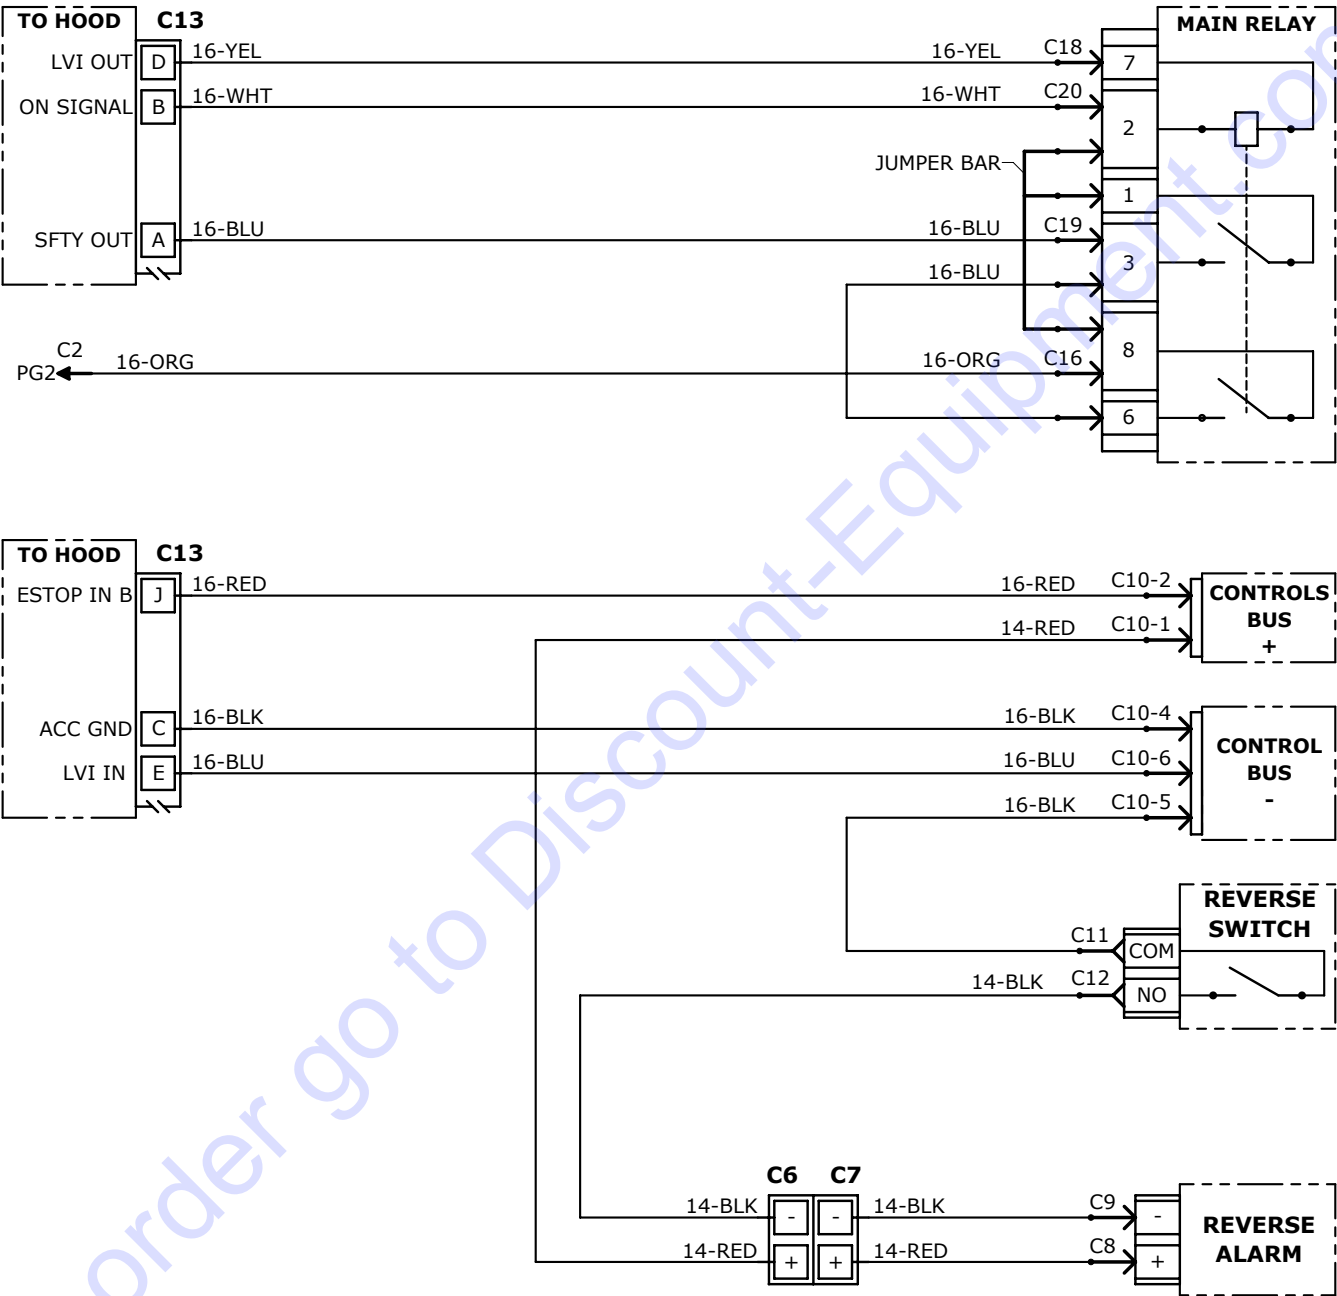 TO HOOD C13
LVI OUT D 16-YEL 16-YEL C18 7
ON SIGNAL B 16-WHT 16-WHT C20 2
MAIN RELAY
JUMPER BAR
1
SFTY OUT A 16-BLU 16-BLU C19 3
16-BLU
8
C2
PG2 16-ORG 16-ORG C16
6
TO HOOD C13
ESTOP IN B J 16-RED 16-RED C10-2
14-RED C10-1
CONTROLS
BUS
+
ACC GND C 16-BLK 16-BLK C10-4
LVI IN E 16-BLU 16-BLU C10-6
16-BLK C10-5
CONTROL
BUS
-
REVERSE
SWITCH
C11 COM
14-BLK C12 NO
C6 C7
14-BLK - - 14-BLK C9 -
14-RED + + 14-RED C8 +
REVERSE
ALARM
order go to Discount-Equipment.com